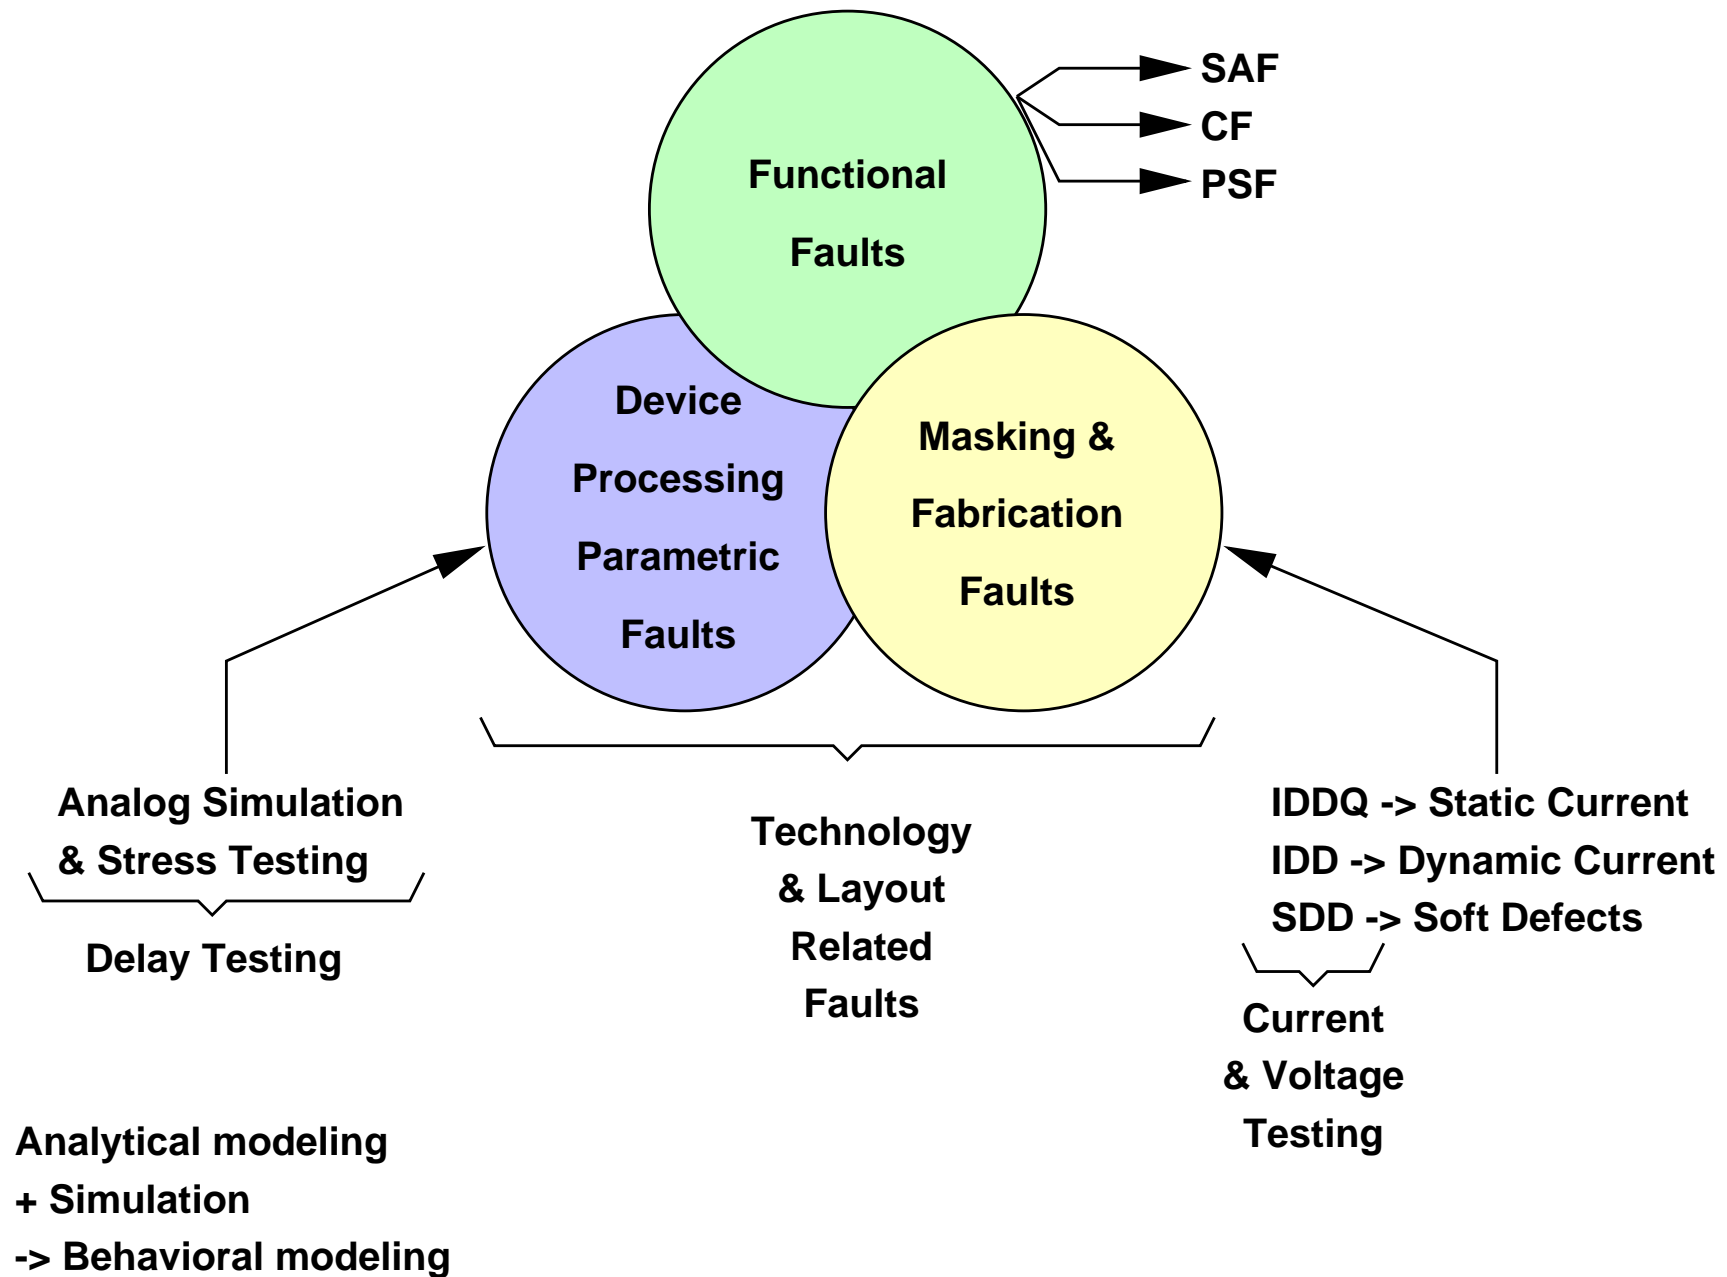 SAF
CF
PSF
Functional
Faults
Device
Processing
Parametric
Faults
Masking &
Fabrication
Faults
Analog Simulation
& Stress Testing
Delay Testing
Technology
& Layout
Related
Faults
IDDQ -> Static Current
IDD -> Dynamic Current
SDD -> Soft Defects
Current
& Voltage
Testing
Analytical modeling
+ Simulation
-> Behavioral modeling